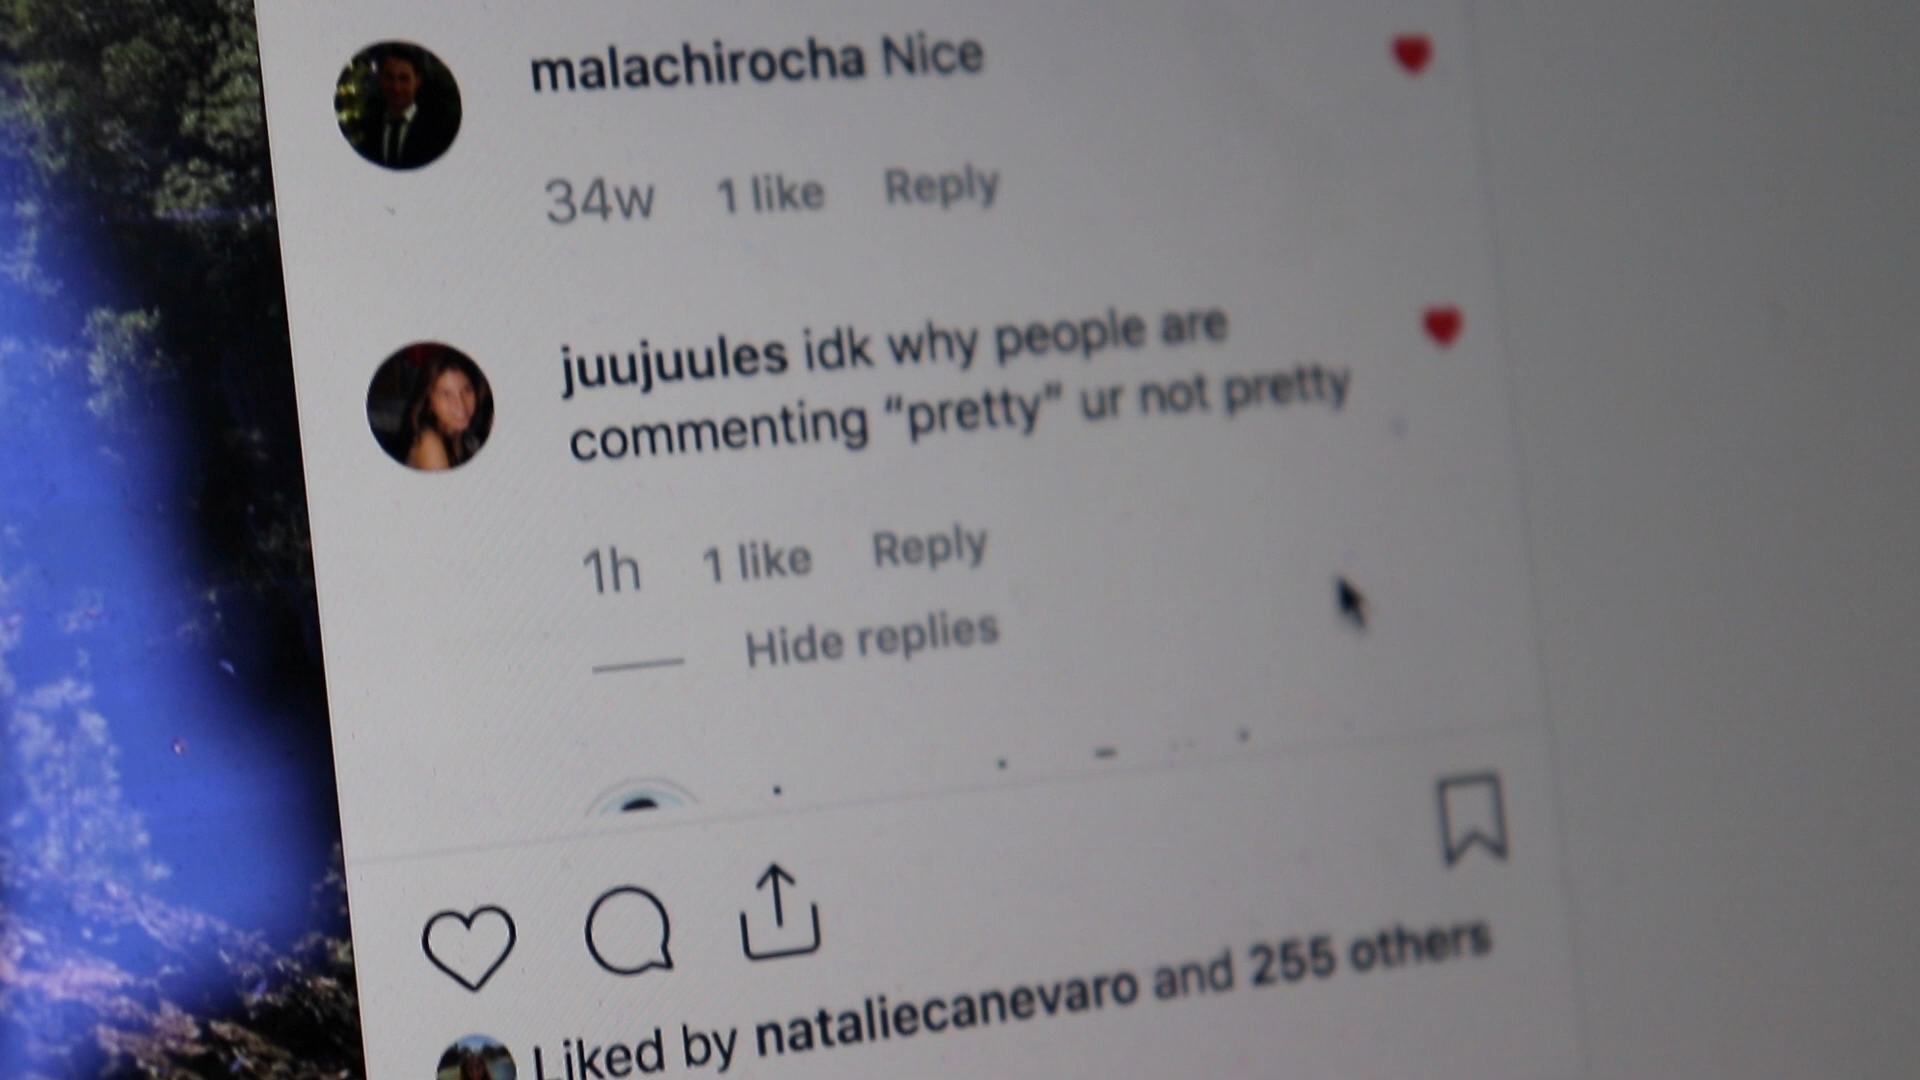 malachirocha Nice
34w 1 like Reply
juujuules idk why people are
commenting “pretty” ur not pretty
1h 1 like Reply
Hide replies
Liked by nataliecanevaro and 255 others